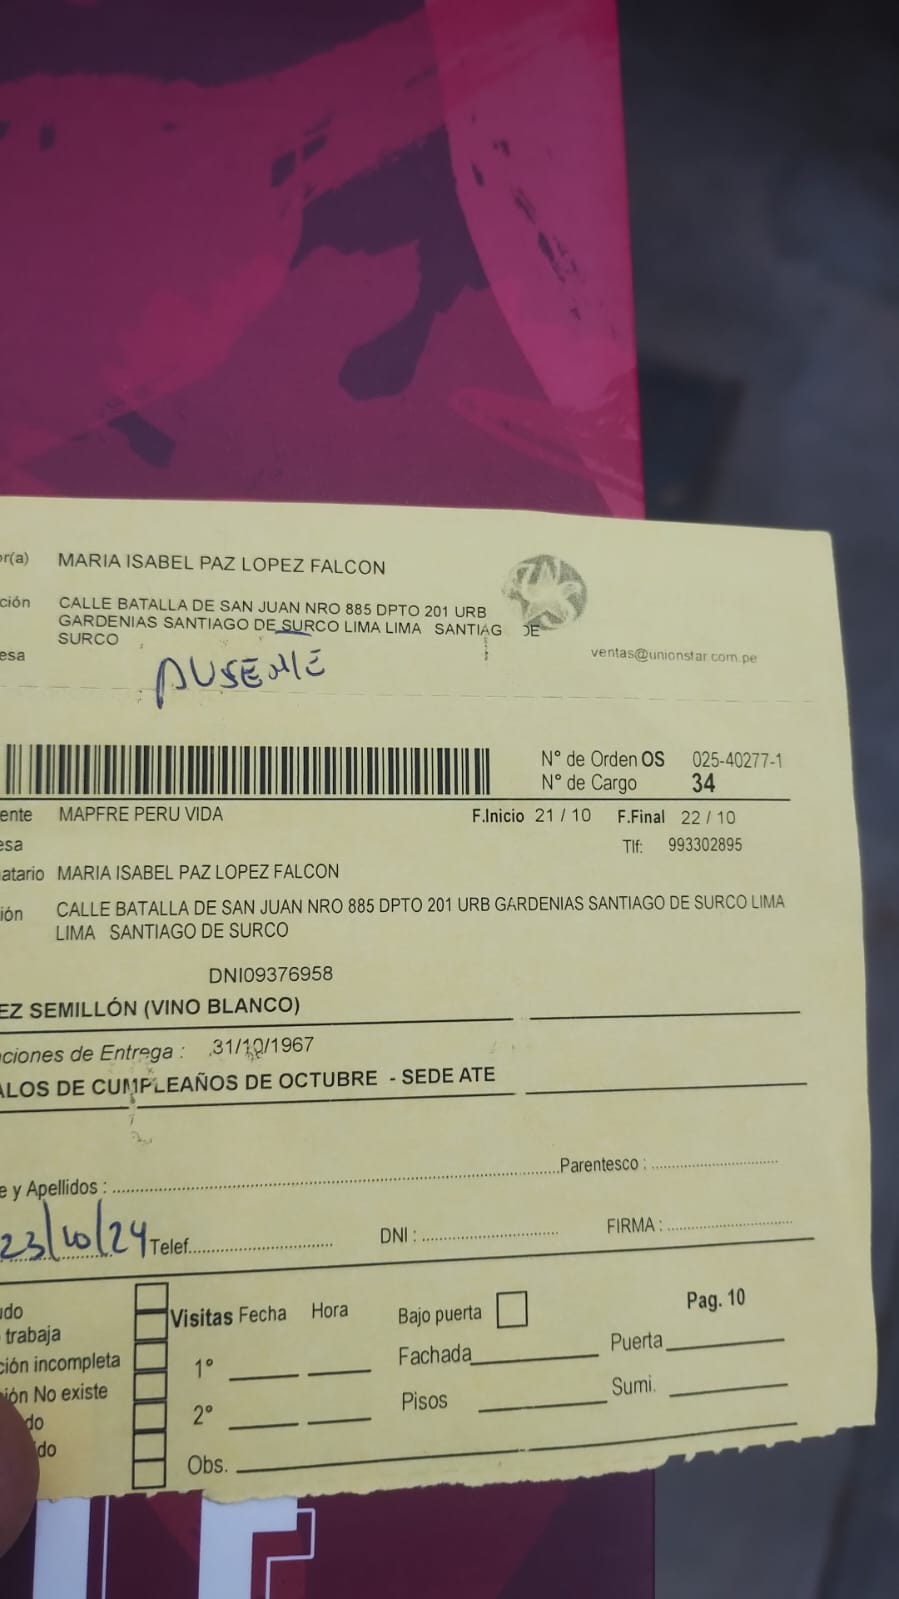 or(a) MARIA ISABEL PAZ LOPEZ FALCON
ción CALLE BATALLA DE SAN JUAN NRO 885 DPTO 201 URB
GARDENIAS SANTIAGO DE SURCO LIMA LIMA SANTIAG DE
SURCO
esa
ventas@unionstar.com.pe
AUSENTE
N° de Orden OS 025-40277-1
N° de Cargo 34
ente MAPFRE PERU VIDA F.Inicio 21 / 10 F.Final 22 / 10
esa Tlf: 993302895
atario MARIA ISABEL PAZ LOPEZ FALCON
ión CALLE BATALLA DE SAN JUAN NRO 885 DPTO 201 URB GARDENIAS SANTIAGO DE SURCO LIMA
LIMA SANTIAGO DE SURCO
DNI09376958
EZ SEMILLÓN (VINO BLANCO)
ciones de Entrega : 31/10/1967
ALOS DE CUMPLEAÑOS DE OCTUBRE - SEDE ATE
e y Apellidos : Parentesco :
23/10/24 Telef. DNI : FIRMA :
udo
Visitas Fecha Hora Bajo puerta Pag. 10
trabaja
ción incompleta 1° Fachada Puerta
ión No existe
do 2° Pisos Sumi.
ido Obs.